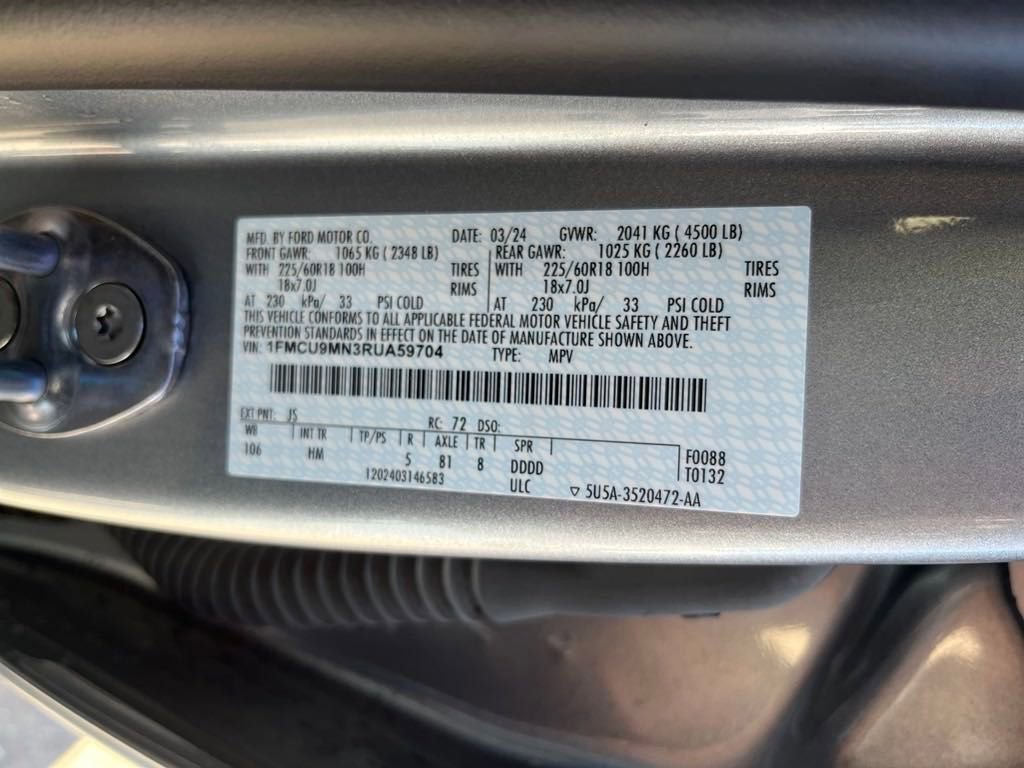 MFD. BY FORD MOTOR CO. DATE: 03/24 GVWR: 2041 KG ( 4500 LB)
FRONT GAWR: 1065 KG ( 2348 LB) REAR GAWR: 1025 KG ( 2260 LB)
WITH 225/60R18 100H TIRES WITH 225/60R18 100H TIRES
18x7.0J RIMS 18x7.0J RIMS
AT 230 kPa/ 33 PSI COLD AT 230 kPa/ 33 PSI COLD
THIS VEHICLE CONFORMS TO ALL APPLICABLE FEDERAL MOTOR VEHICLE SAFETY AND THEFT
PREVENTION STANDARDS IN EFFECT ON THE DATE OF MANUFACTURE SHOWN ABOVE.
VIN: 1FMCU9MN3RUA59704 TYPE: MPV
EXT PNT: JS RC: 72 DSO:
WB INT TR TP/PS R AXLE TR SPR
106 HM 5 81 8 DDDD F0088
1202403146583 ULC T0132
▽ 5U5A-3520472-AA